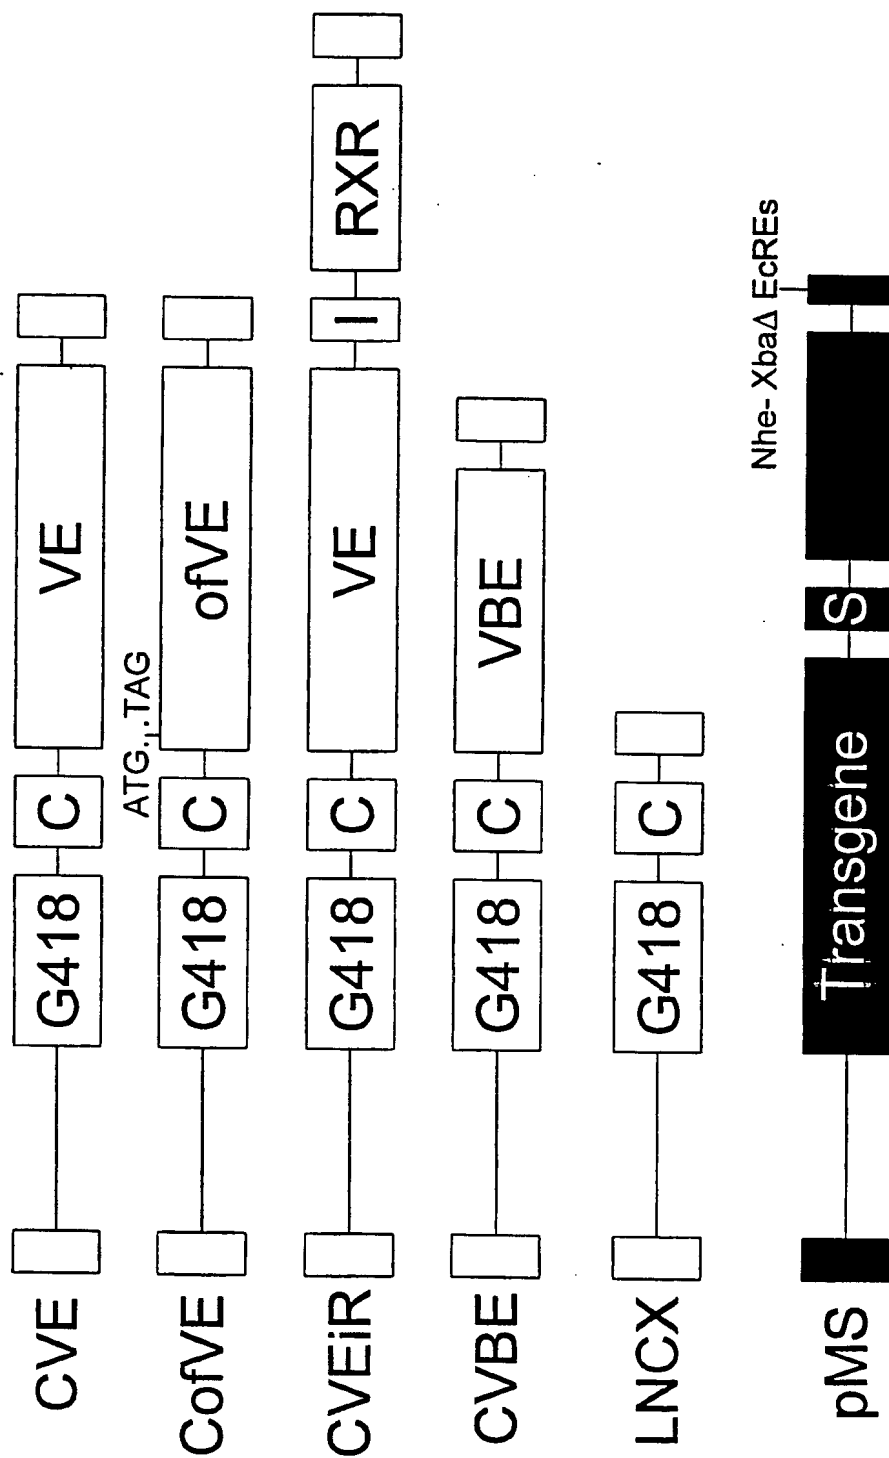 CVE G418 C VE
ATG...TAG
CofVE G418 C ofVE
CVEiR G418 C VE I RXR
CVBE G418 C VBE
LNCX G418 C
Nhe- XbaΔ EcREs
pMS Transgene S